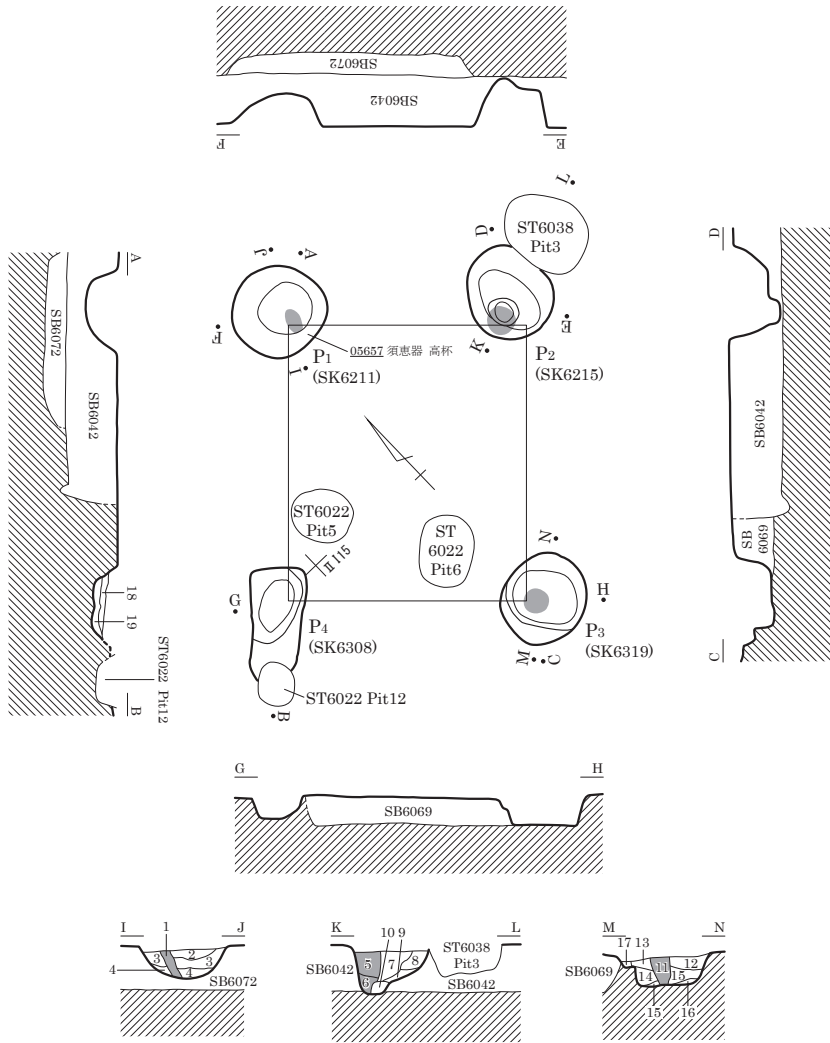 SB6072
SB6042
F
E
L
D
ST6038
Pit3
J
A
F
E
K
05657 須恵器 高杯
P1
(SK6211)
I
P2
(SK6215)
A
SB6072
SB6042
18
19
ST6022
Pit12
B
D
SB6042
SB
6069
C
ST6022
Pit5
ST
6022
Pit6
II I15
N
G
H
P4
(SK6308)
P3
(SK6319)
M
C
ST6022 Pit12
B
G
H
SB6069
I
1
J
2
3
3
4
4
SB6072
K
10
9
L
SB6042
5
7
8
6
ST6038
Pit3
SB6042
M
17
13
N
SB6069
11
12
14
15
15
16